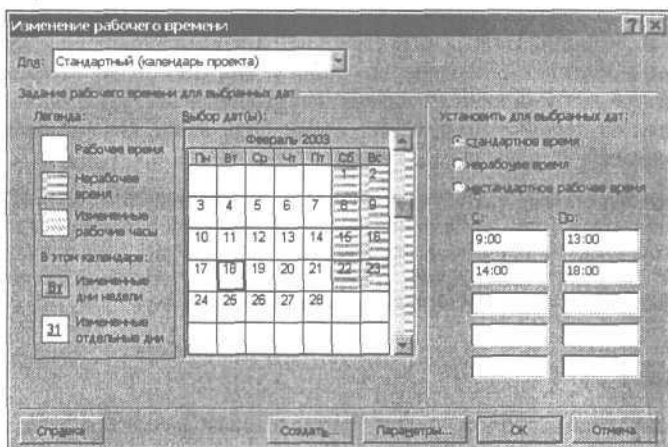 Изменение рабочего времени
Для: Стандартный (календарь проекта)
Задание рабочего времени для выбранных дат
Легенда:
Рабочее время
Нерабочее время
Измененные рабочие часы
В этом календаре:
Вт Измененные дни недели
31 Измененные отдельные дни
Выбор дат(ы):
Февраль 2003
Пн Вт Ср Чт Пт Сб Вс
1 2
3 4 5 6 7 8 9
10 11 12 13 14 15 16
17 18 19 20 21 22 23
24 25 26 27 28
Установить для выбранных дат:
стандартное время
нерабочее время
нестандартное рабочее время
С: По:
9:00 13:00
14:00 18:00
Справка Создать... Параметры... ОК Отмена